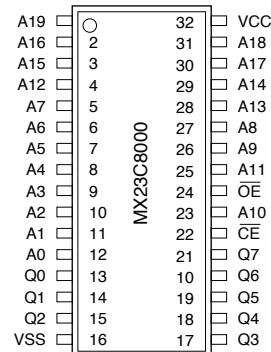 A19 32 VCC
A16 2 31 A18
A15 3 30 A17
A12 4 29 A14
A7 5 28 A13
A6 6 27 A8
A5 7 26 A9
A4 8 25 A11
A3 9 24 OE
A2 10 23 A10
A1 11 22 CE
A0 12 21 Q7
Q0 13 10 Q6
Q1 14 19 Q5
Q2 15 18 Q4
VSS 16 17 Q3
MX23C8000